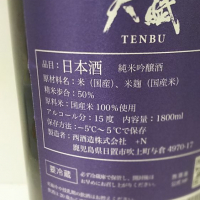 天賦
TENBU
品目：日本酒 純米吟醸酒
原材料名：米（国産）、米麹（国産米）
精米歩合：50％
原料米：国産米100％使用
アルコール分：15度 内容量：1800ml
保存方法：－5℃～5℃で保存
製造者：西酒造株式会社 +N
鹿児島県日置市吹上町与倉4970-17
要冷蔵